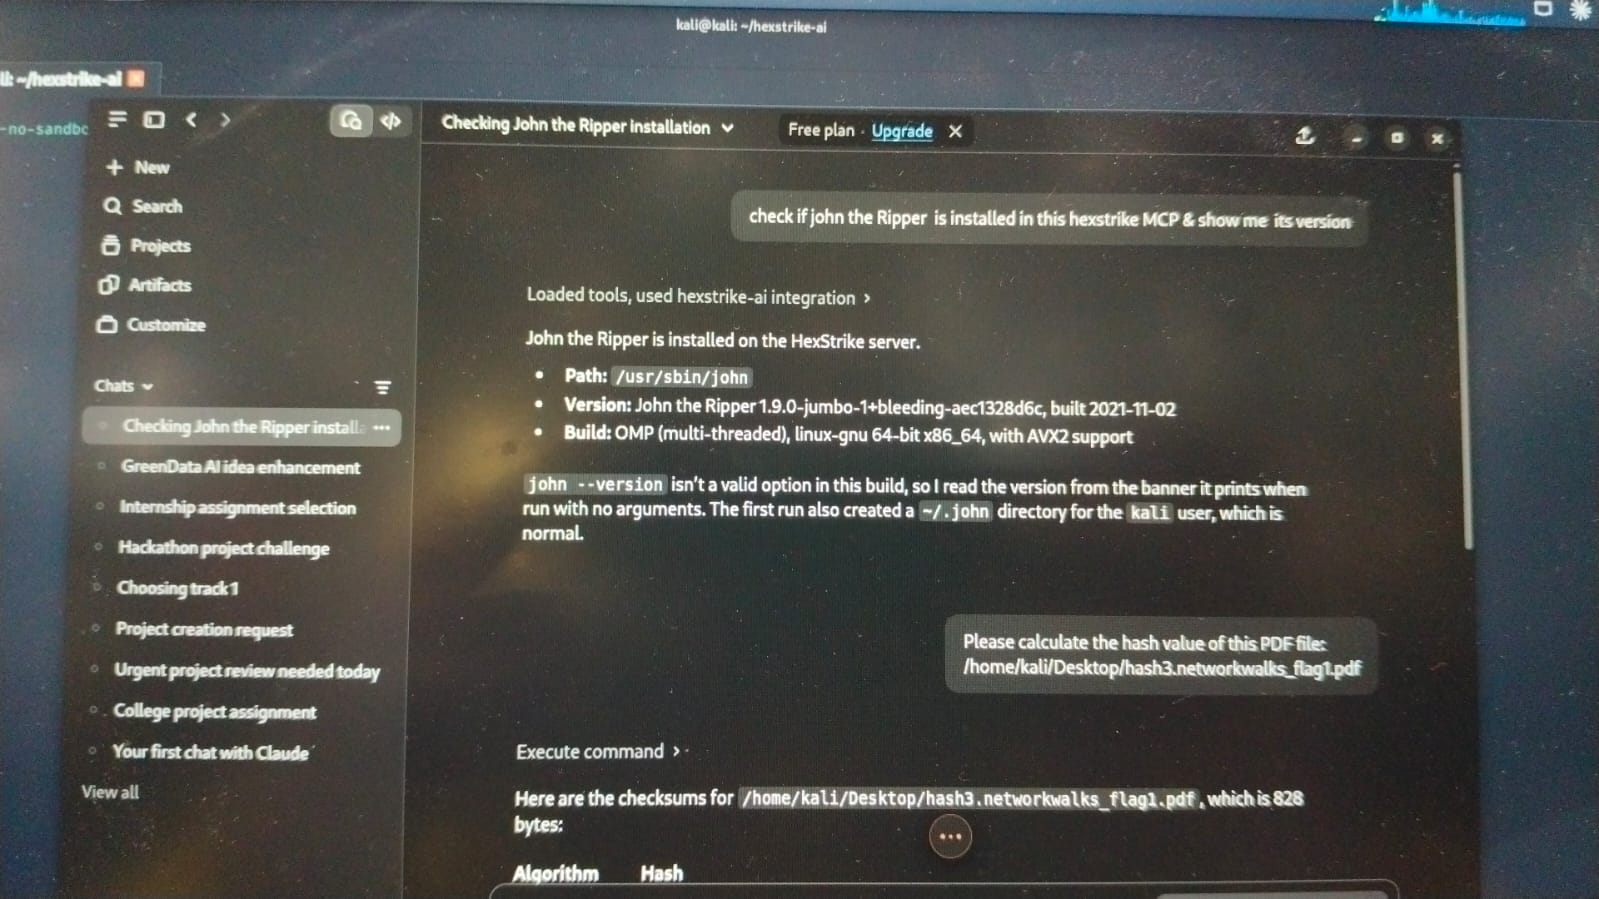 kali@kali: ~/hexstrike-ai
li: ~/hexstrike-ai
-no-sandbo
Checking John the Ripper installation
Free plan · Upgrade
New
Search
Projects
Artifacts
Customize
Chats
Checking John the Ripper install
GreenData AI idea enhancement
Internship assignment selection
Hackathon project challenge
Choosing track1
Project creation request
Urgent project review needed today
College project assignment
Your first chat with Claude
View all
check if john the Ripper is installed in this hexstrike MCP & show me its version
Loaded tools, used hexstrike-ai integration >
John the Ripper is installed on the HexStrike server.
• Path: /usr/sbin/john
• Version: John the Ripper 1.9.0-jumbo-1+bleeding-aec1328d6c, built 2021-11-02
• Build: OMP (multi-threaded), linux-gnu 64-bit x86_64, with AVX2 support
john --version isn't a valid option in this build, so I read the version from the banner it prints when
run with no arguments. The first run also created a ~/.john directory for the kali user, which is
normal.
Please calculate the hash value of this PDF file:
/home/kali/Desktop/hash3.networkwalks_flag1.pdf
Execute command >
Here are the checksums for /home/kali/Desktop/hash3.networkwalks_flag1.pdf, which is 828
bytes:
Algorithm Hash